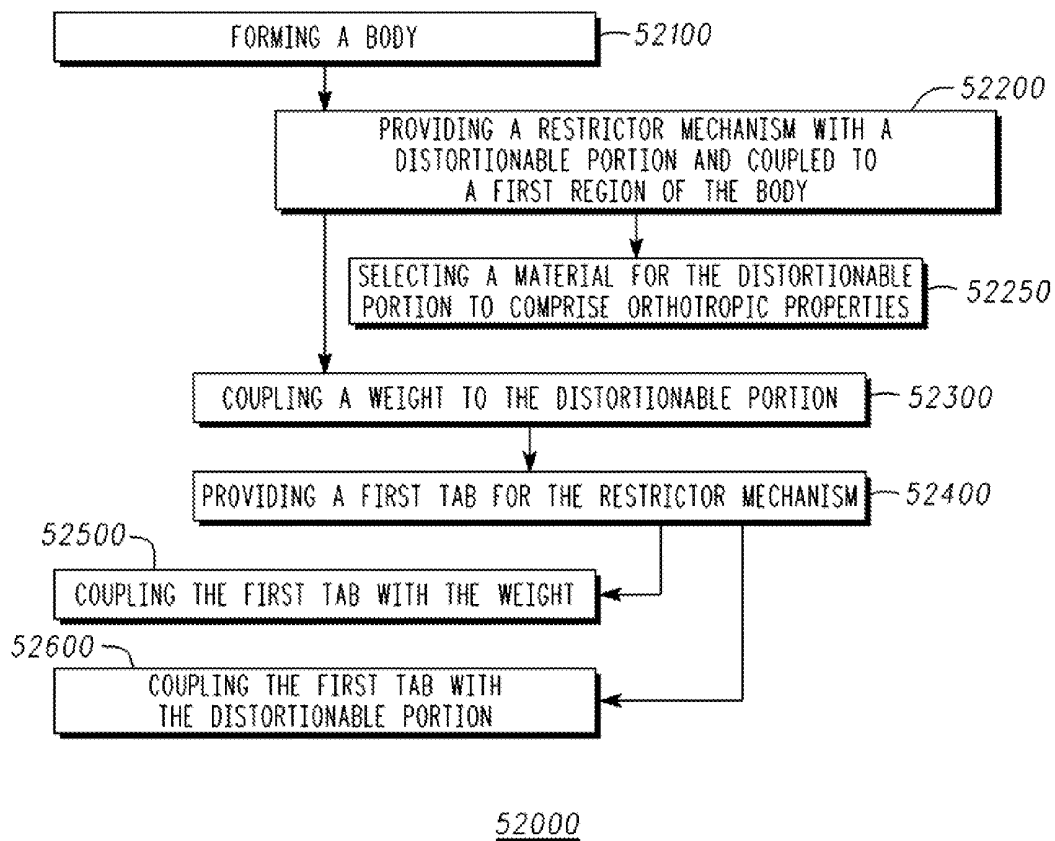 FORMING A BODY
52100
52200
PROVIDING A RESTRICTOR MECHANISM WITH A
DISTORTIONABLE PORTION AND COUPLED TO
A FIRST REGION OF THE BODY
SELECTING A MATERIAL FOR THE DISTORTIONABLE
PORTION TO COMPRISE ORTHOTROPIC PROPERTIES
52250
COUPLING A WEIGHT TO THE DISTORTIONABLE PORTION
52300
PROVIDING A FIRST TAB FOR THE RESTRICTOR MECHANISM
52400
52500
COUPLING THE FIRST TAB WITH THE WEIGHT
52600
COUPLING THE FIRST TAB WITH
THE DISTORTIONABLE PORTION
52000